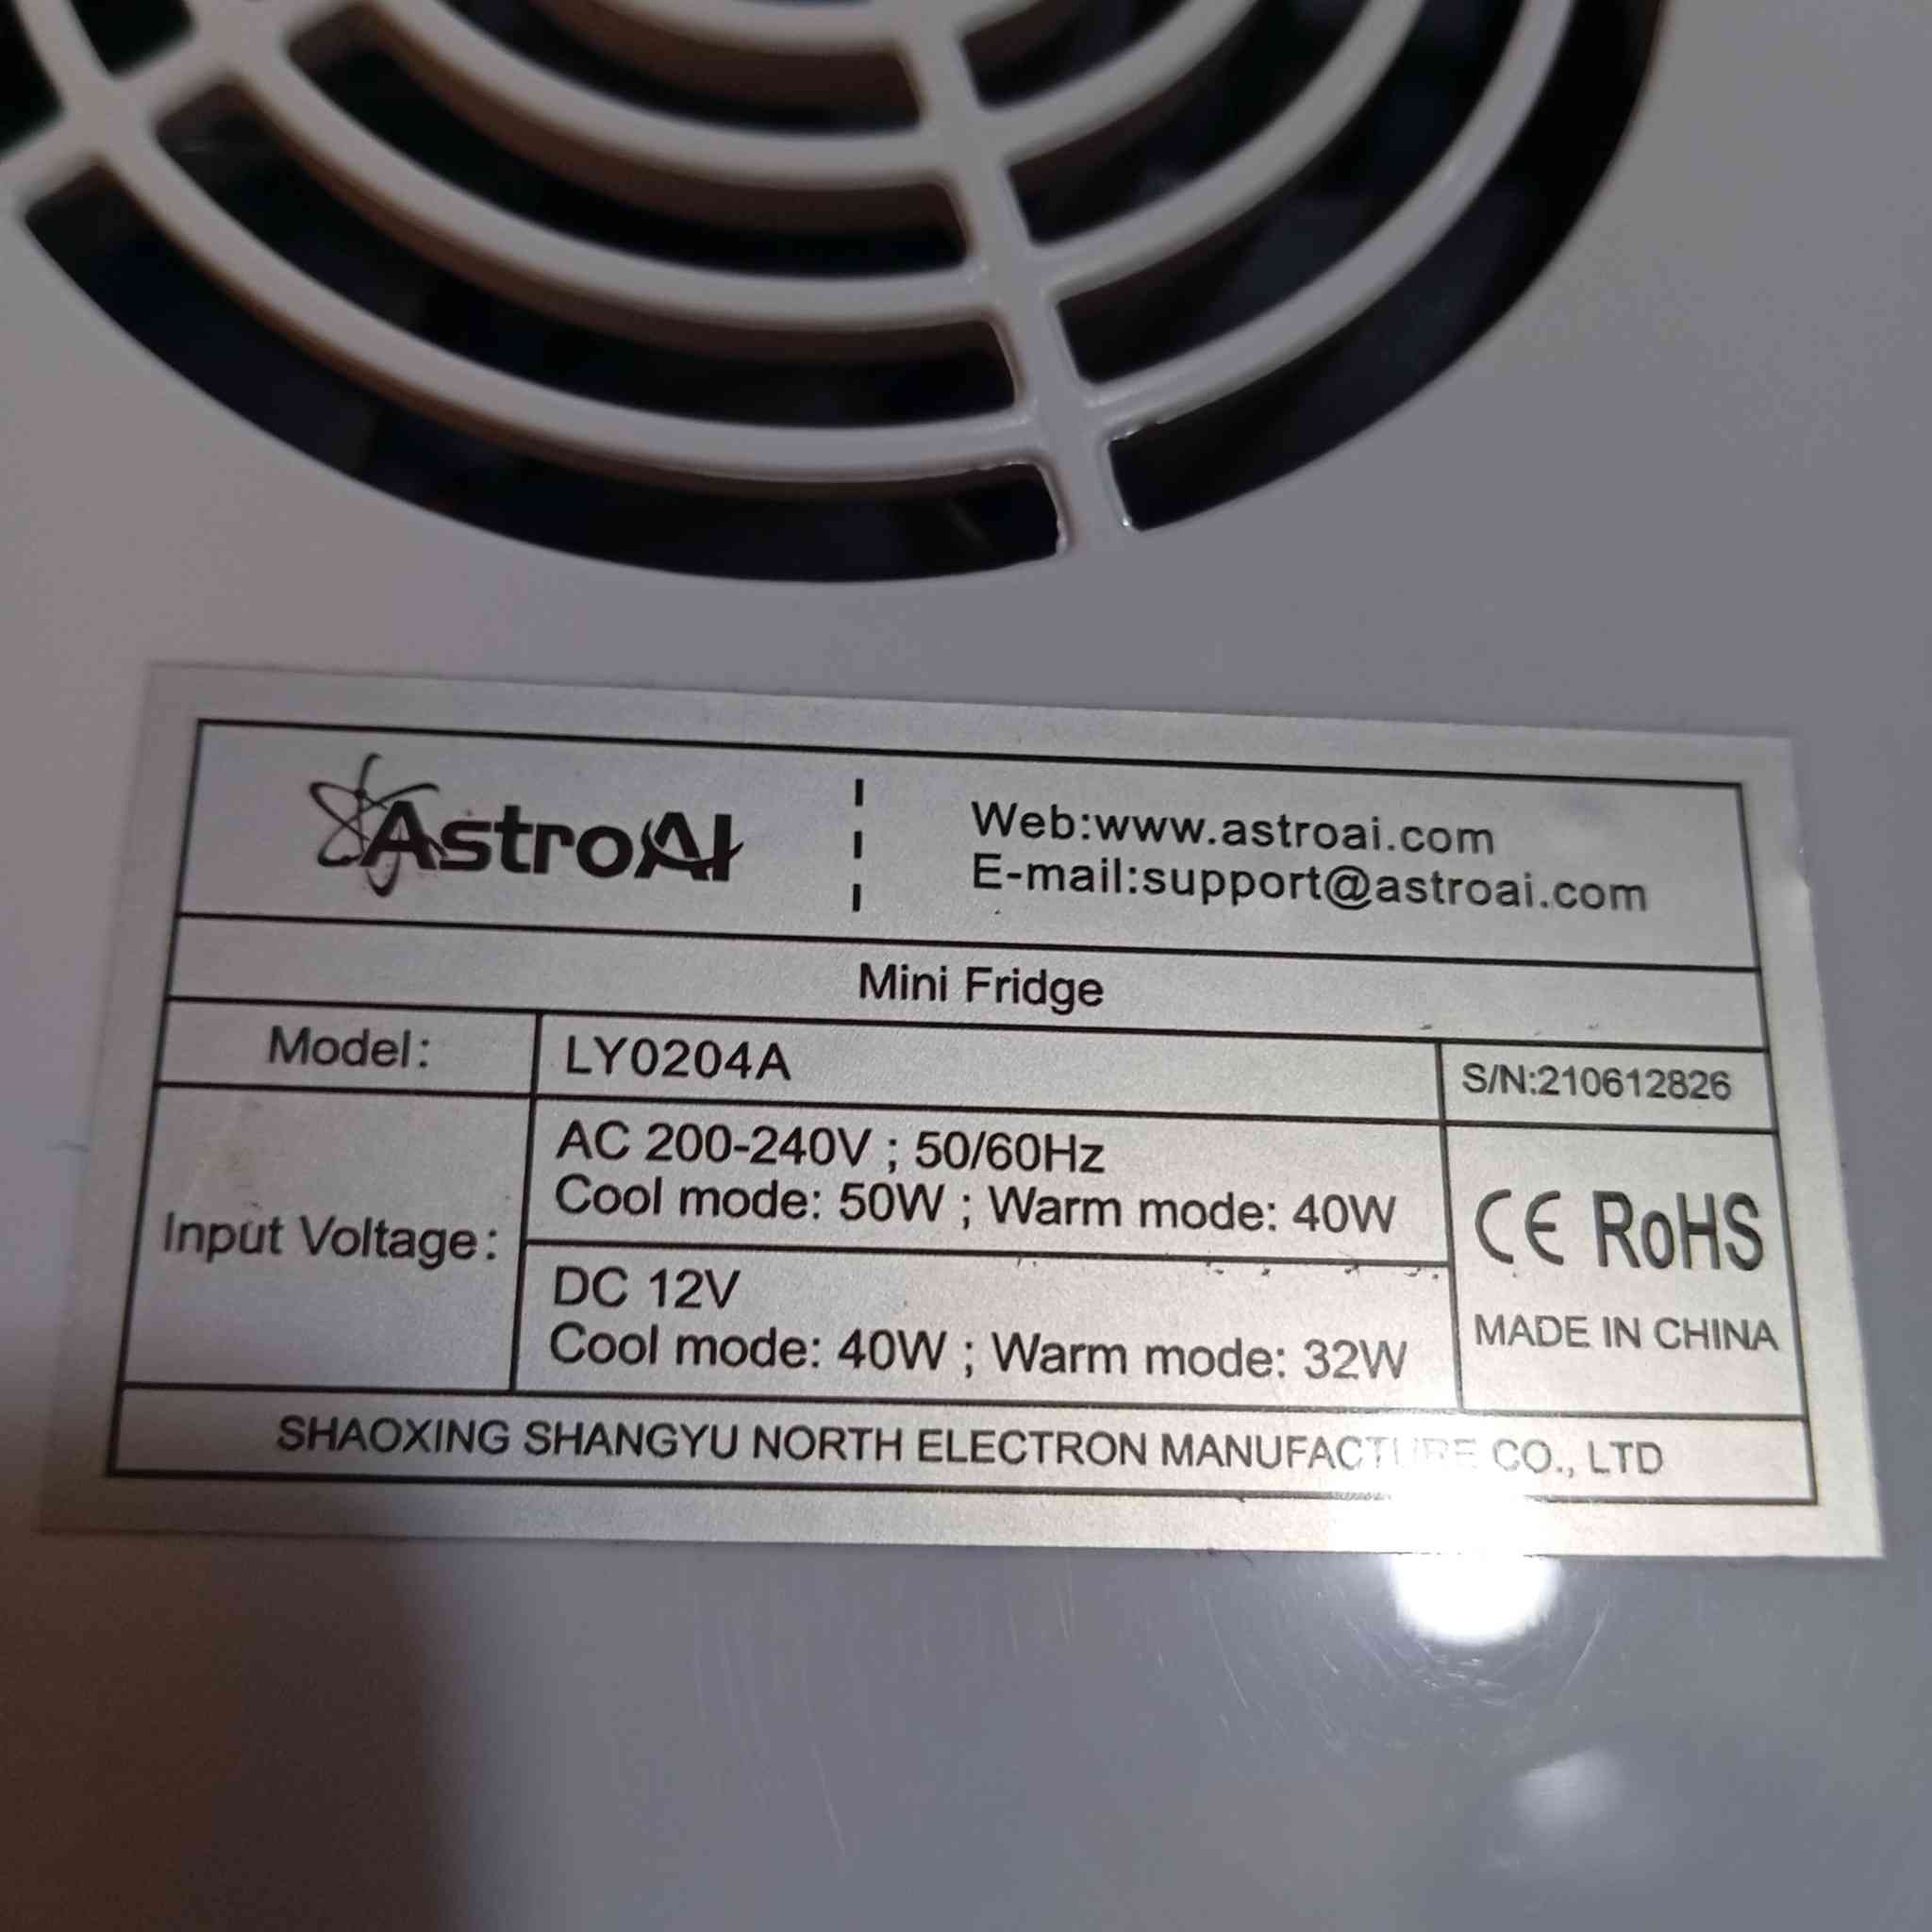 AstroAI
Web:www.astroai.com
E-mail:support@astroai.com
Mini Fridge
Model: LY0204A S/N:210612826
Input Voltage:
AC 200-240V ; 50/60Hz
Cool mode: 50W ; Warm mode: 40W
DC 12V
Cool mode: 40W ; Warm mode: 32W
CE RoHS
MADE IN CHINA
SHAOXING SHANGYU NORTH ELECTRON MANUFACTURE CO., LTD